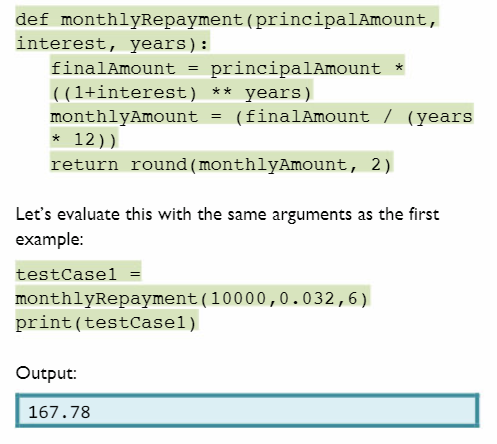 def monthlyRepayment(principalAmount,
interest, years):
finalAmount = principalAmount *
((1+interest) ** years)
monthlyAmount = (finalAmount / (years
* 12))
return round(monthlyAmount, 2)
Let's evaluate this with the same arguments as the first
example:
testCase1 =
monthlyRepayment(10000,0.032,6)
print(testCase1)
Output:
167.78